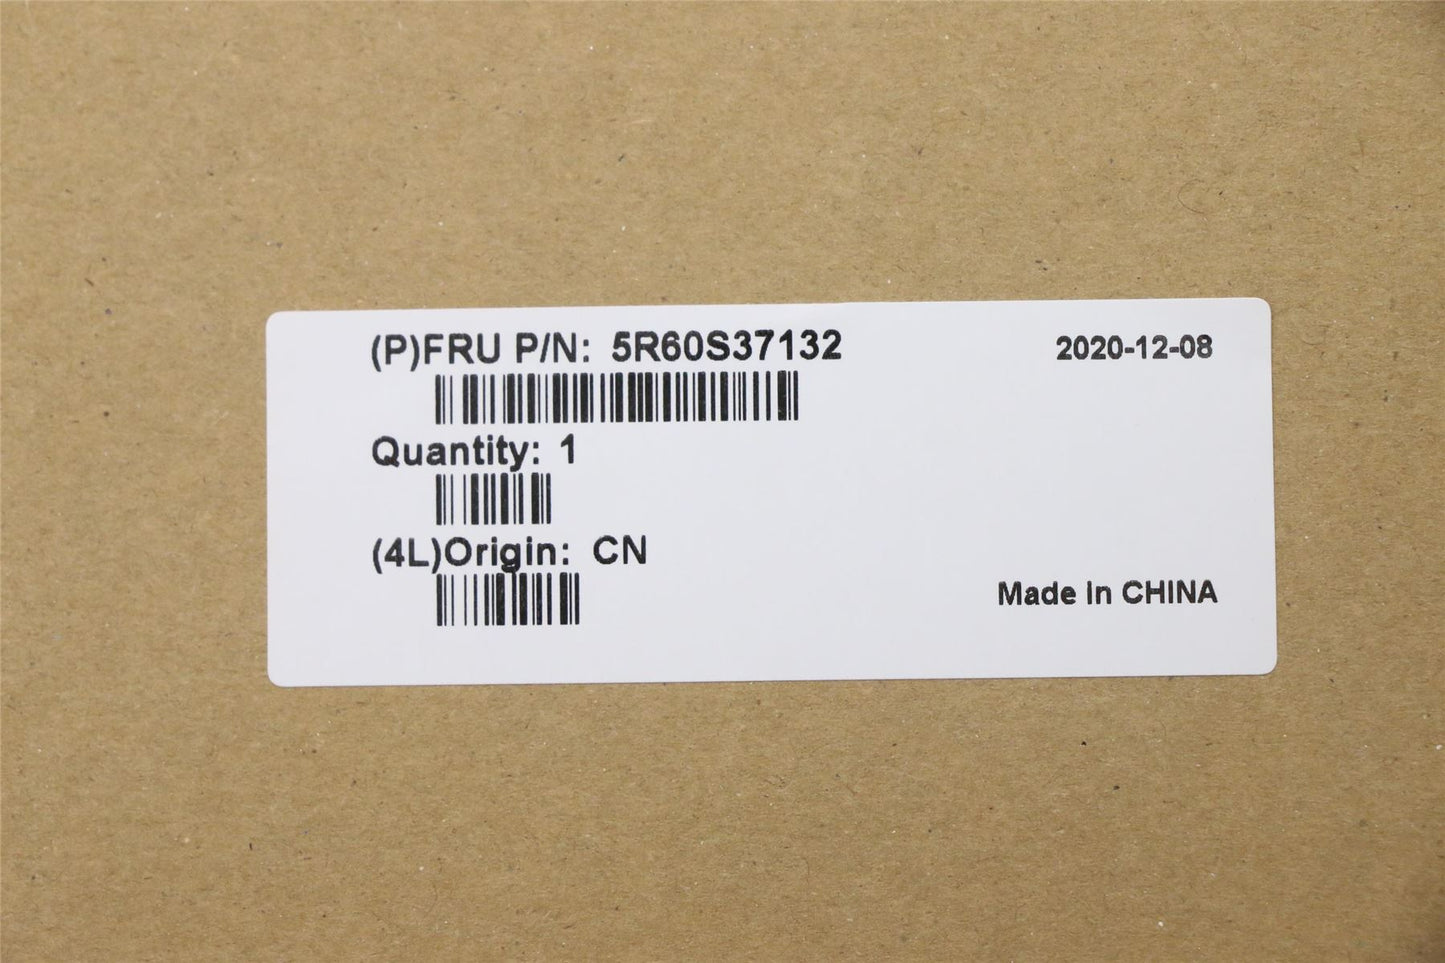 (P)FRU P/N: 5R60S37132
2020-12-08
Quantity: 1
(4L)Origin: CN
Made In CHINA